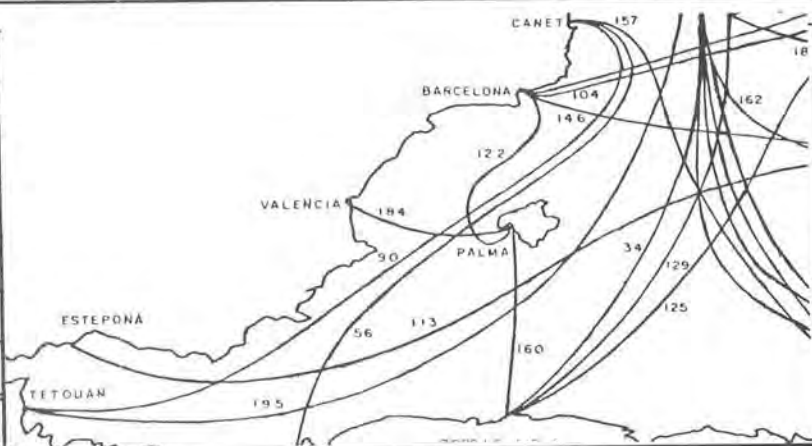 CANET
157
18
BARCELONA
104
162
146
122
VALENCIA
184
PALMA
90
34
129
125
ESTEPONA
113
56
160
TETOUAN
195